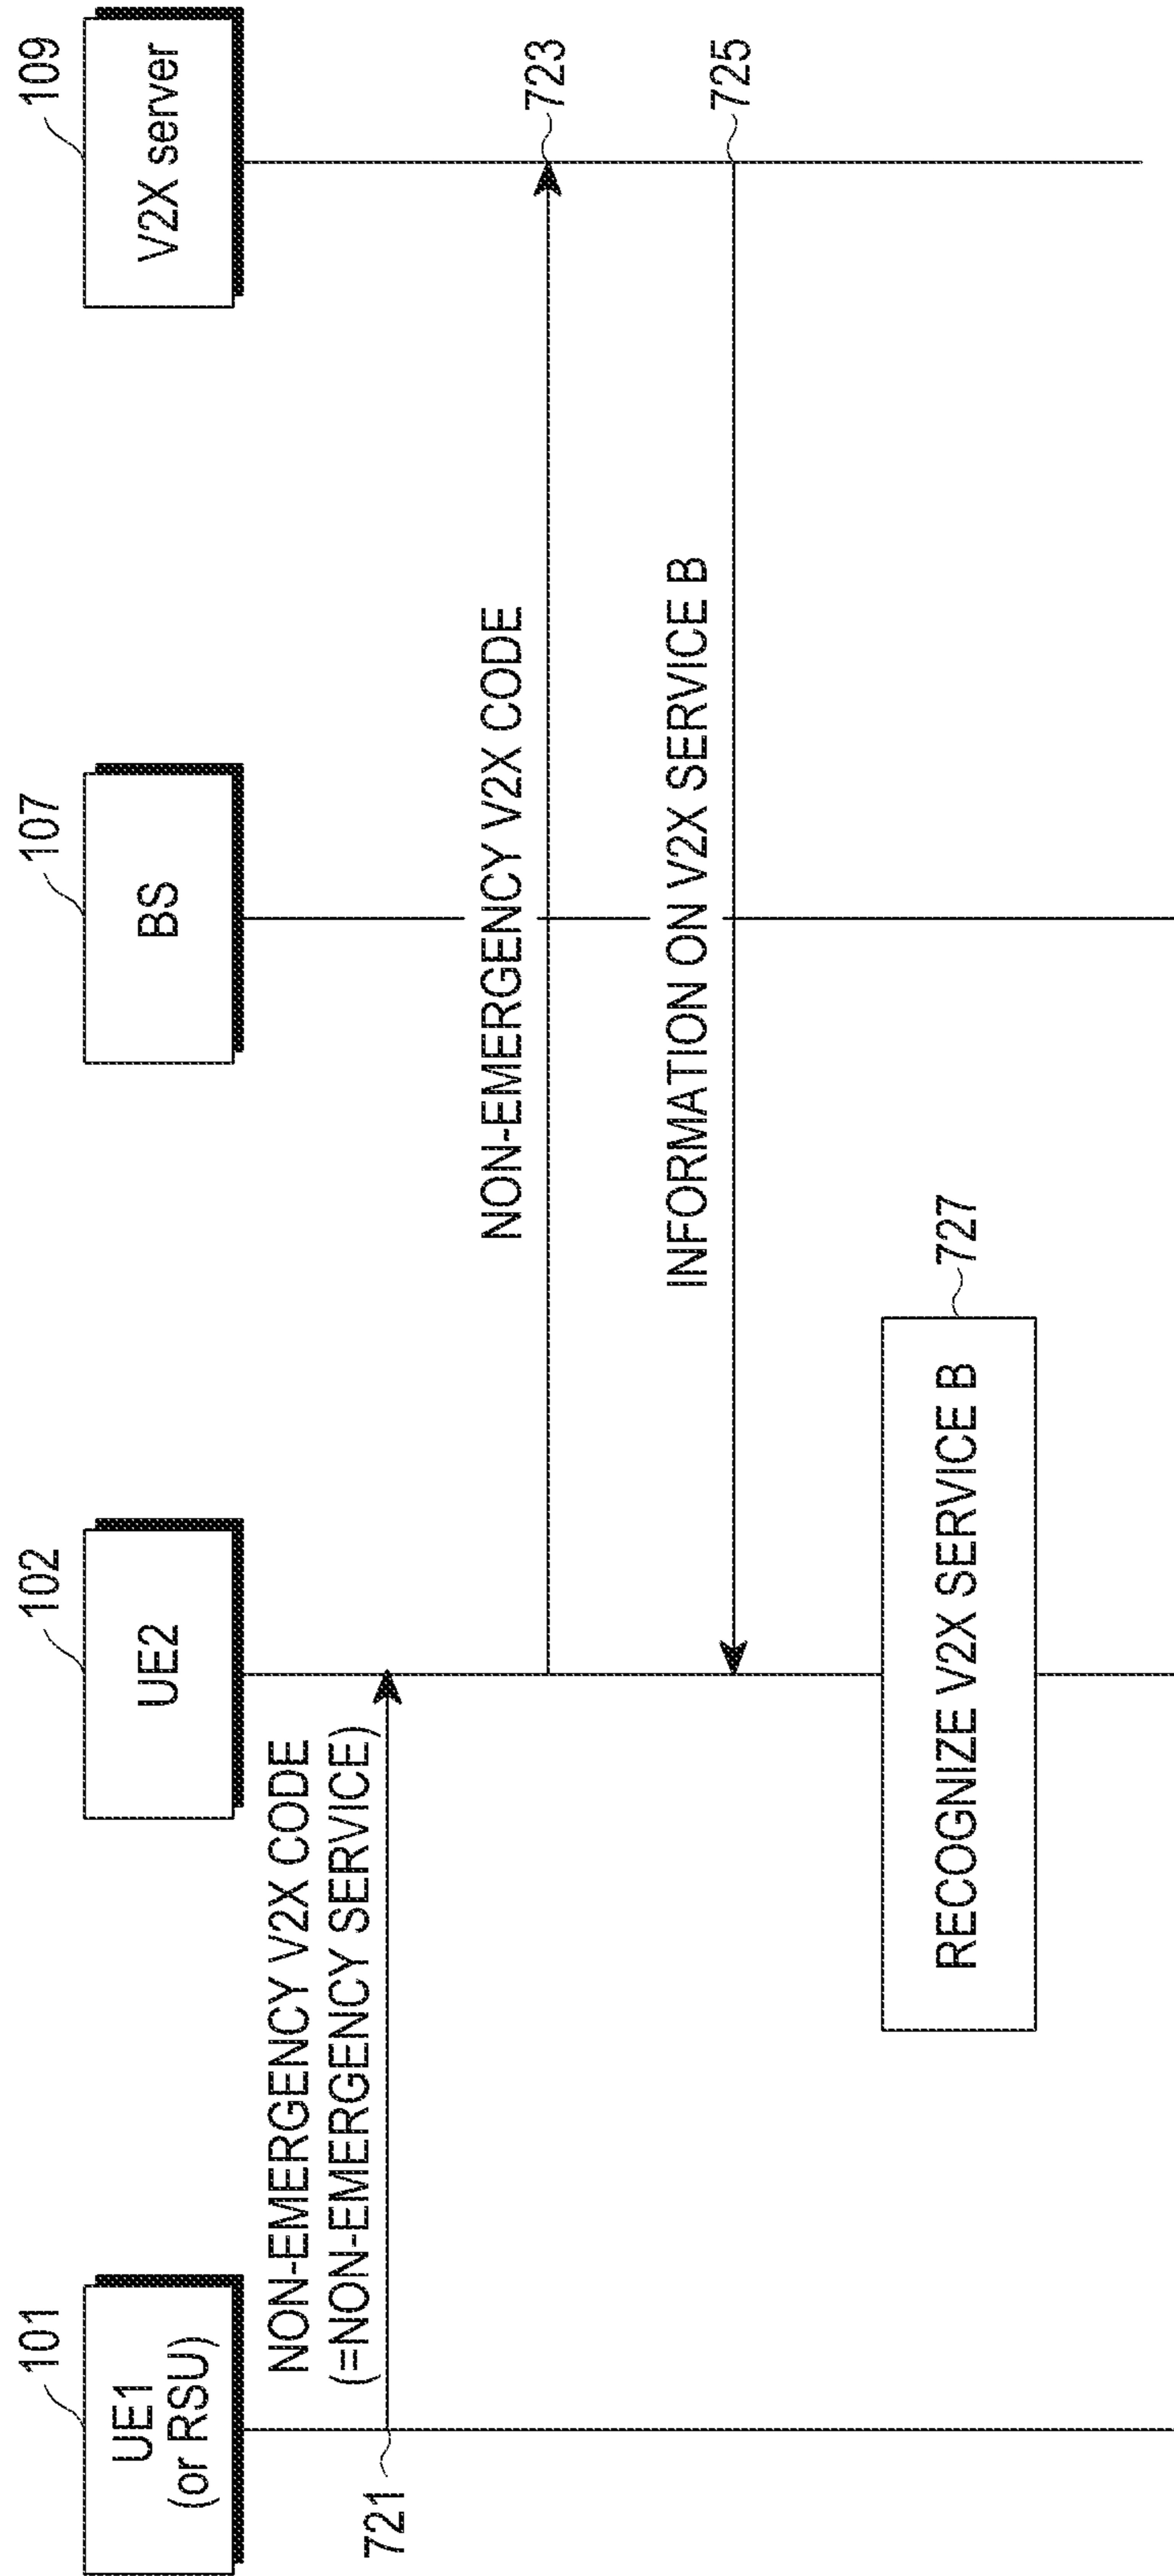 101
UE1
(or RSU)
102
UE2
107
BS
109
V2X server
721
NON-EMERGENCY V2X CODE
(=NON-EMERGENCY SERVICE)
NON-EMERGENCY V2X CODE
723
INFORMATION ON V2X SERVICE B
725
RECOGNIZE V2X SERVICE B
727